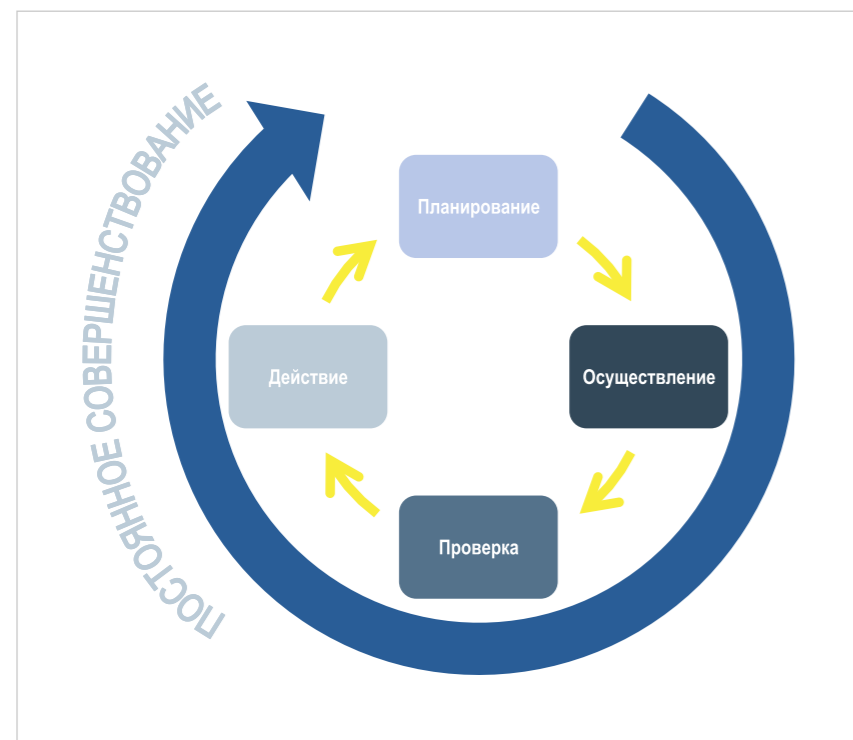 ПОСТОЯННОЕ СОВЕРШЕНСТВОВАНИЕ
Планирование
Осуществление
Проверка
Действие